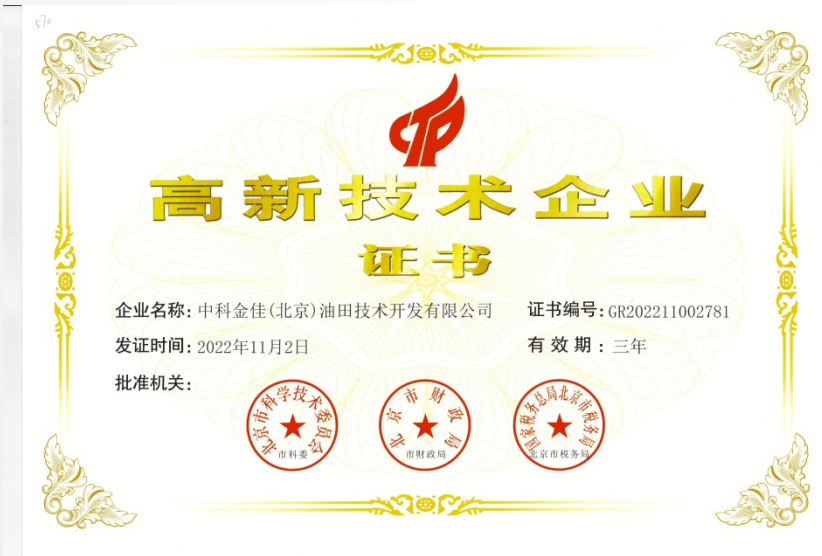 570
高新技术企业
证书
企业名称：中科金佳(北京)油田技术开发有限公司 证书编号：GR202211002781
发证时间：2022年11月2日 有效期：三年
批准机关：
北京市科学技术委员会
市科委
北京市财政局
市财政局
国家税务总局北京市税务局
北京市税务局